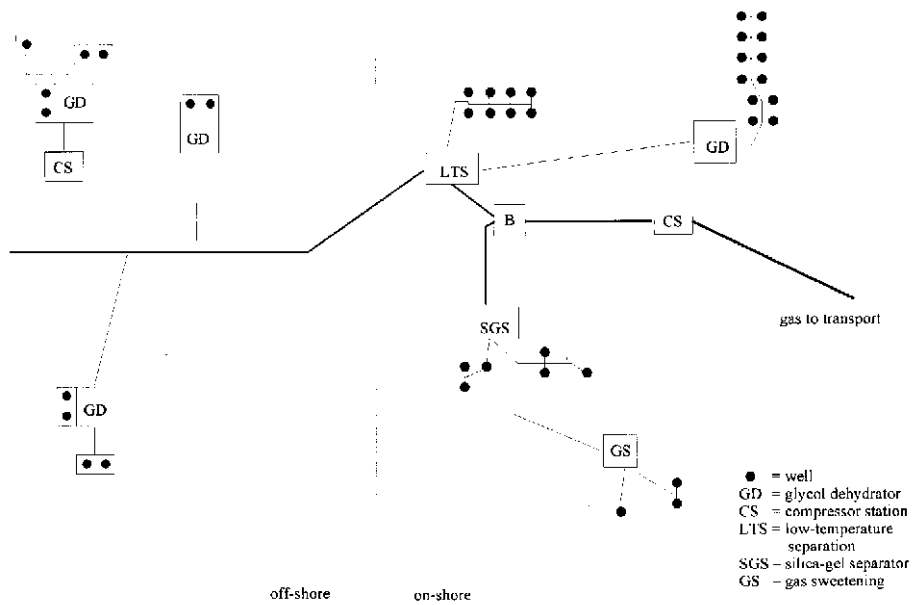 GD
CS
GD
LTS
GD
B
CS
gas to transport
SGS
GD
GS
= well
GD = glycol dehydrator
CS = compressor station
LTS = low-temperature
separation
SGS – silica-gel separator
GS = gas sweetening
off-shore on-shore